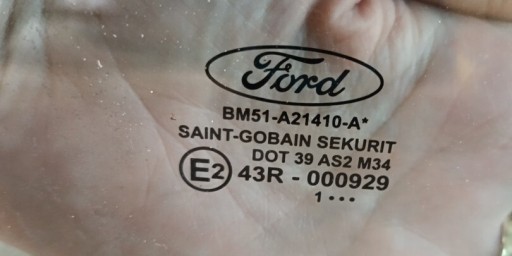 Ford
BM51-A21410-A*
SAINT-GOBAIN SEKURIT
DOT 39 AS2 M34
E2 43R - 000929
1 •••